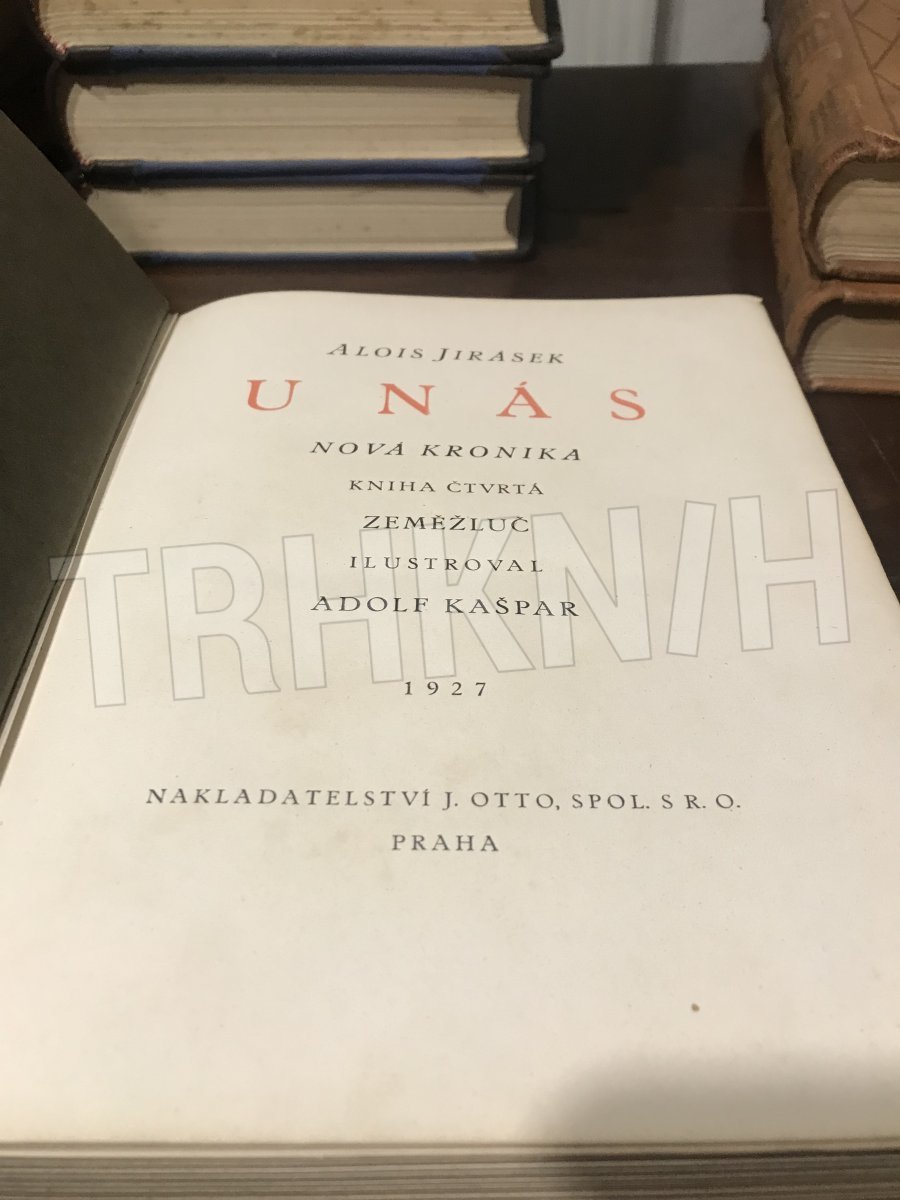 ALOIS JIRÁSEK
U NÁS
NOVÁ KRONIKA
KNIHA ČTVRTÁ
ZEMĚŽLUČ
ILUSTROVAL
ADOLF KAŠPAR
TRHKNIH
1927
NAKLADATELSTVÍ J. OTTO, SPOL. S R. O.
PRAHA